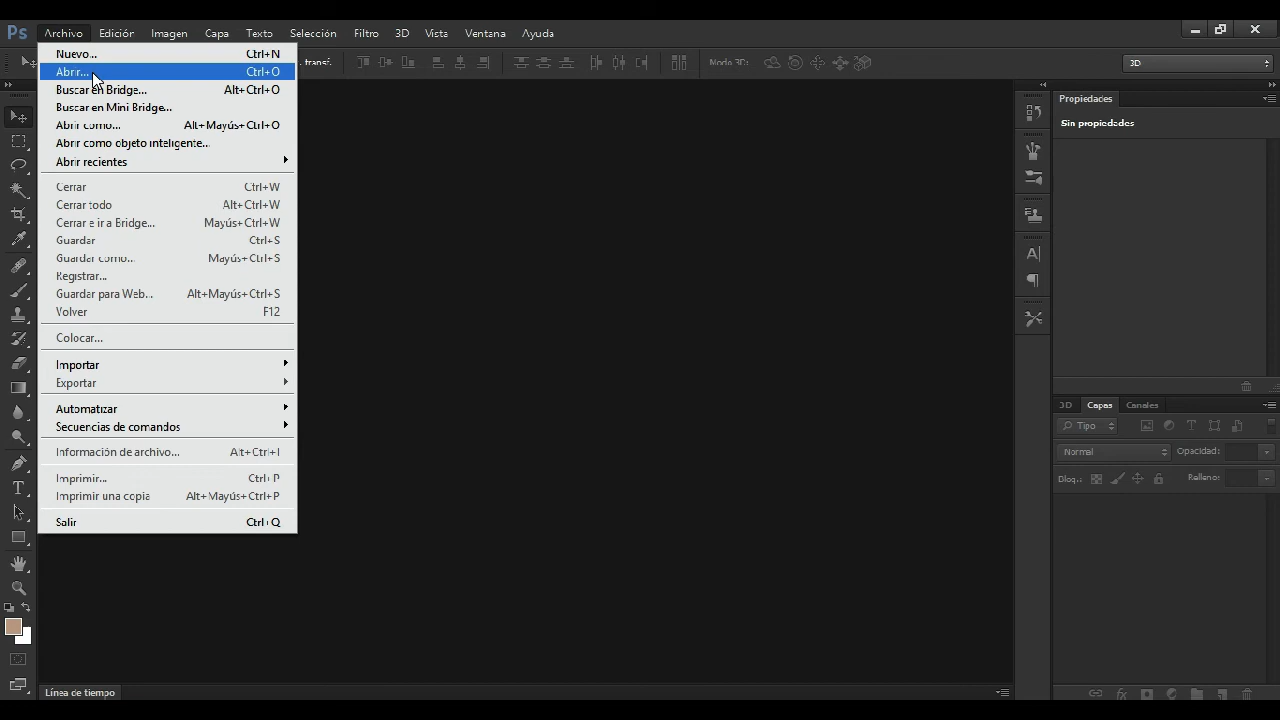 Ps Archivo Edición Imagen Capa Texto Selección Filtro 3D Vista Ventana Ayuda
transf. Modo 3D: 3D
Nuevo... Ctrl+N
Abrir... Ctrl+O
Buscar en Bridge... Alt+Ctrl+O
Buscar en Mini Bridge...
Abrir como... Alt+Mayús+Ctrl+O
Abrir como objeto inteligente...
Abrir recientes
Cerrar Ctrl+W
Cerrar todo Alt+Ctrl+W
Cerrar e ir a Bridge... Mayús+Ctrl+W
Guardar Ctrl+S
Guardar como... Mayús+Ctrl+S
Registrar...
Guardar para Web... Alt+Mayús+Ctrl+S
Volver F12
Colocar...
Importar
Exportar
Automatizar
Secuencias de comandos
Información de archivo... Alt+Ctrl+I
Imprimir... Ctrl+P
Imprimir una copia Alt+Mayús+Ctrl+P
Salir Ctrl+Q
Propiedades
Sin propiedades
3D Capas Canales
Tipo
Normal Opacidad:
Bloq.: Relleno:
Línea de tiempo